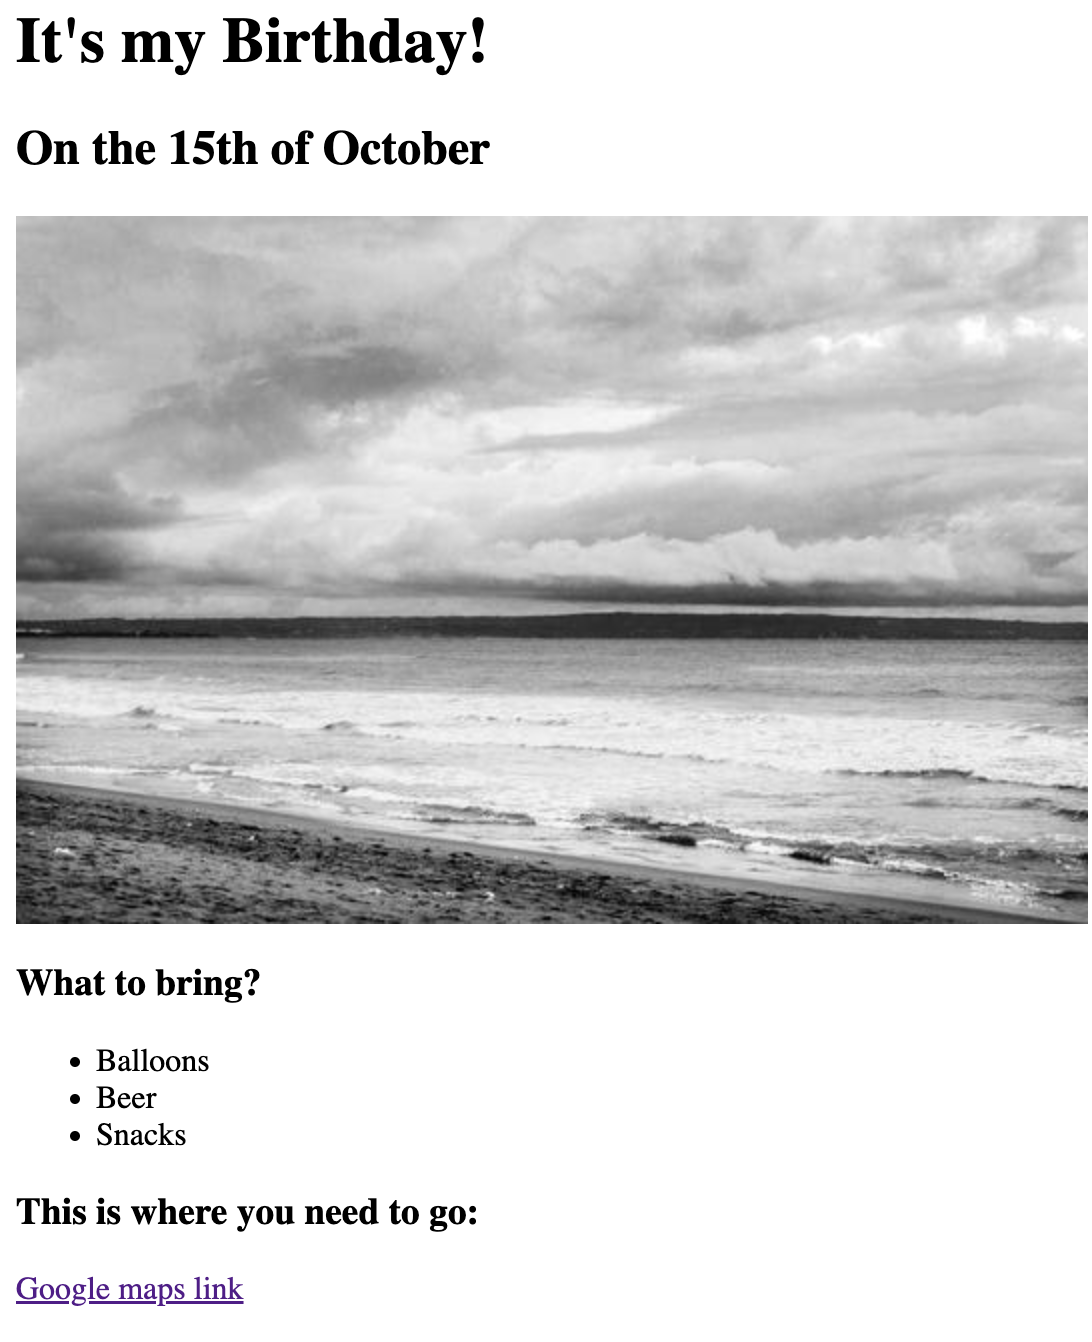 It's my Birthday!
On the 15th of October
What to bring?
Balloons
Beer
Snacks
This is where you need to go:
Google maps link